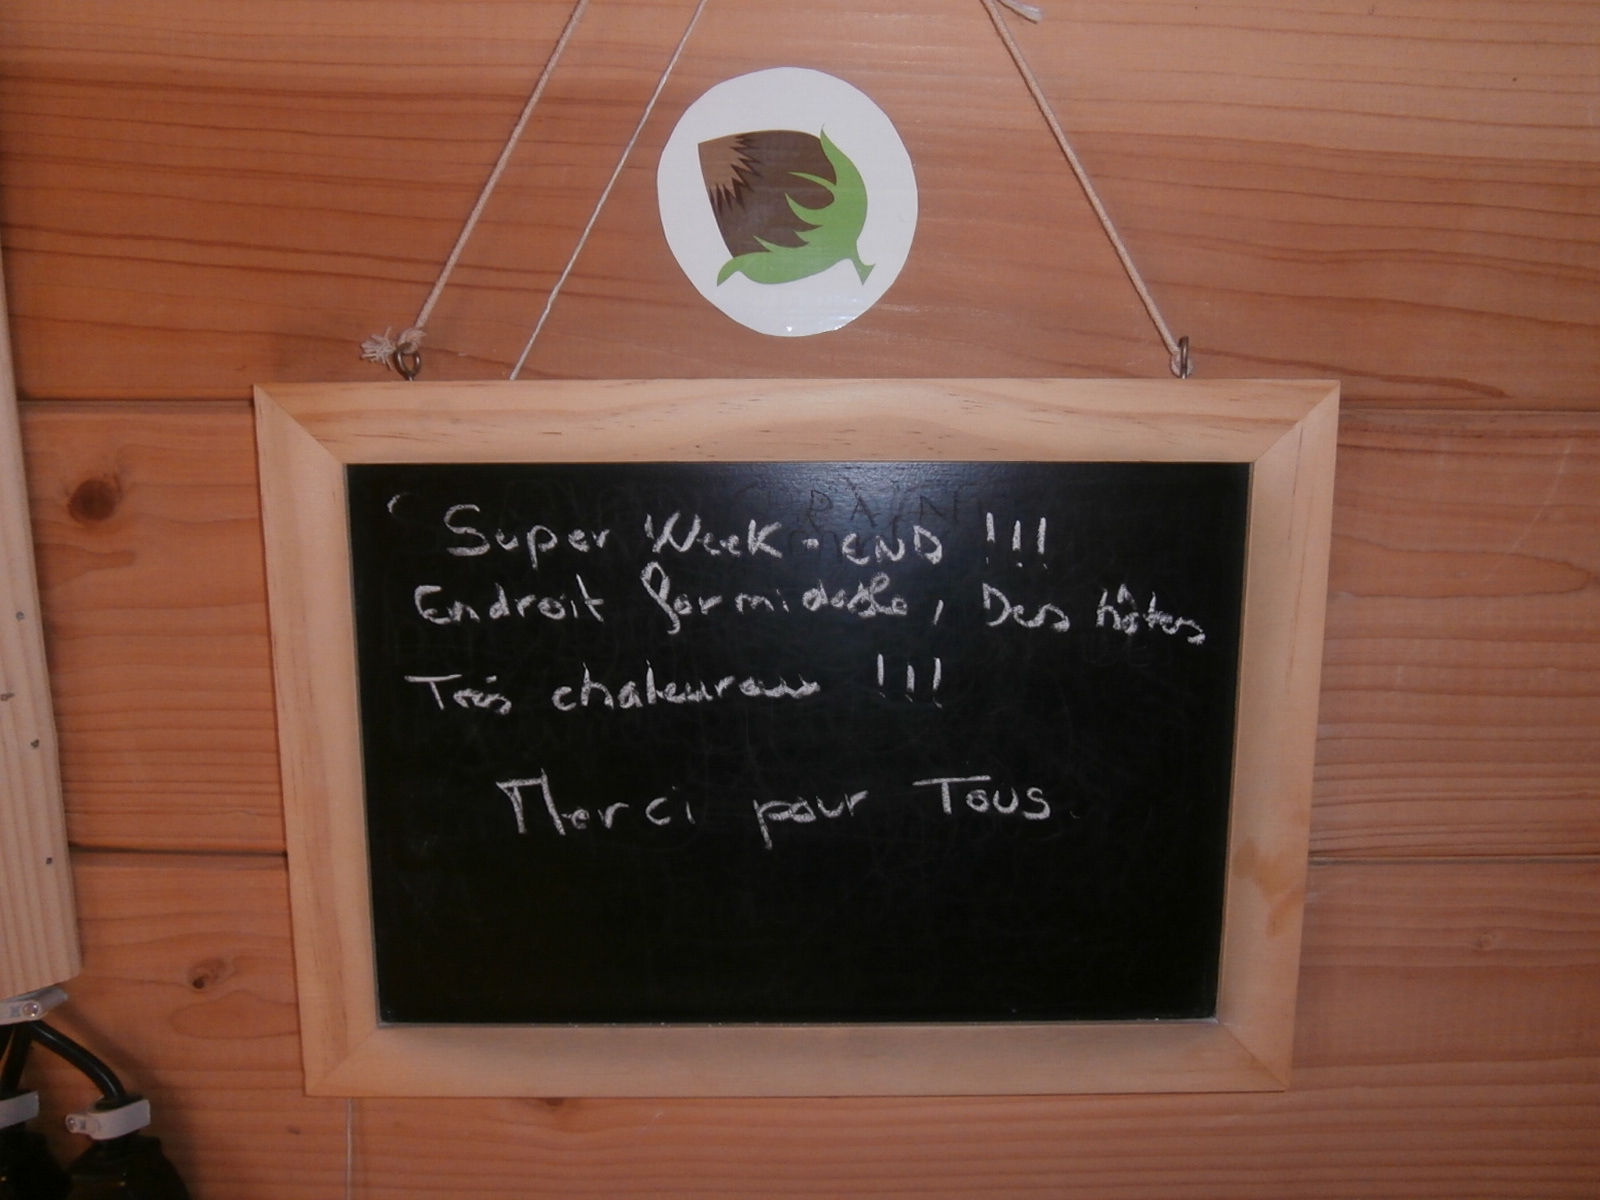 Super Week-END !!!
Endroit formidable, Des hôtes
Très chaleureux !!!
Merci pour Tous